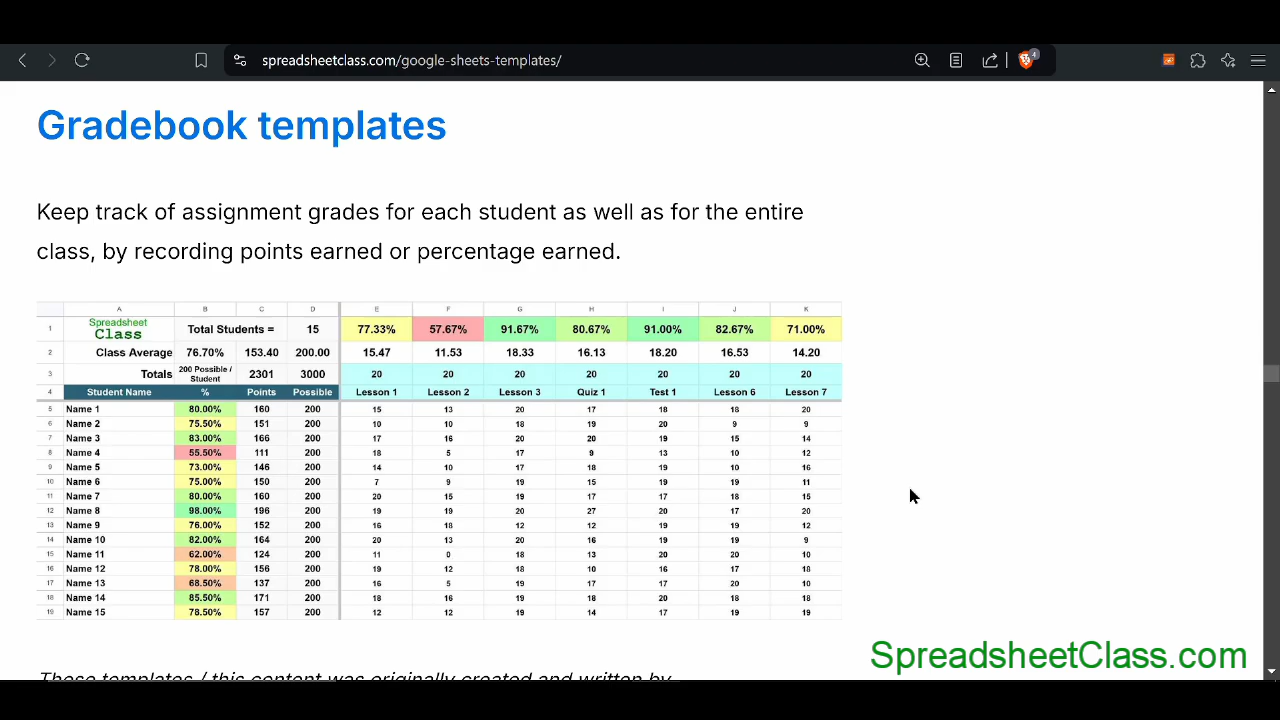 spreadsheetclass.com/google-sheets-templates/
4
Gradebook templates
Keep track of assignment grades for each student as well as for the entire
class, by recording points earned or percentage earned.
A B C D E F G H I J K
1 Spreadsheet Class Total Students = 15 77.33% 57.67% 91.67% 80.67% 91.00% 82.67% 71.00%
2 Class Average 76.70% 153.40 200.00 15.47 11.53 18.33 16.13 18.20 16.53 14.20
3 Totals 200 Possible / Student 2301 3000 20 20 20 20 20 20 20
4 Student Name % Points Possible Lesson 1 Lesson 2 Lesson 3 Quiz 1 Test 1 Lesson 6 Lesson 7
5 Name 1 80.00% 160 200 15 13 20 17 18 18 20
6 Name 2 75.50% 151 200 10 10 18 19 20 9 9
7 Name 3 83.00% 166 200 17 16 20 20 19 15 14
8 Name 4 55.50% 111 200 18 5 17 9 13 10 12
9 Name 5 73.00% 146 200 14 10 17 18 19 10 16
10 Name 6 75.00% 150 200 7 9 19 15 19 19 11
11 Name 7 80.00% 160 200 20 15 19 17 17 18 15
12 Name 8 98.00% 196 200 19 19 20 27 20 17 20
13 Name 9 76.00% 152 200 16 18 12 12 19 19 12
14 Name 10 82.00% 164 200 20 13 20 16 19 19 9
15 Name 11 62.00% 124 200 11 0 18 13 20 20 10
16 Name 12 78.00% 156 200 19 12 18 10 16 17 18
17 Name 13 68.50% 137 200 16 5 19 17 17 20 10
18 Name 14 85.50% 171 200 18 16 19 18 20 18 18
19 Name 15 78.50% 157 200 12 12 19 14 17 19 19
These templates / this content was originally created and written by
SpreadsheetClass.com